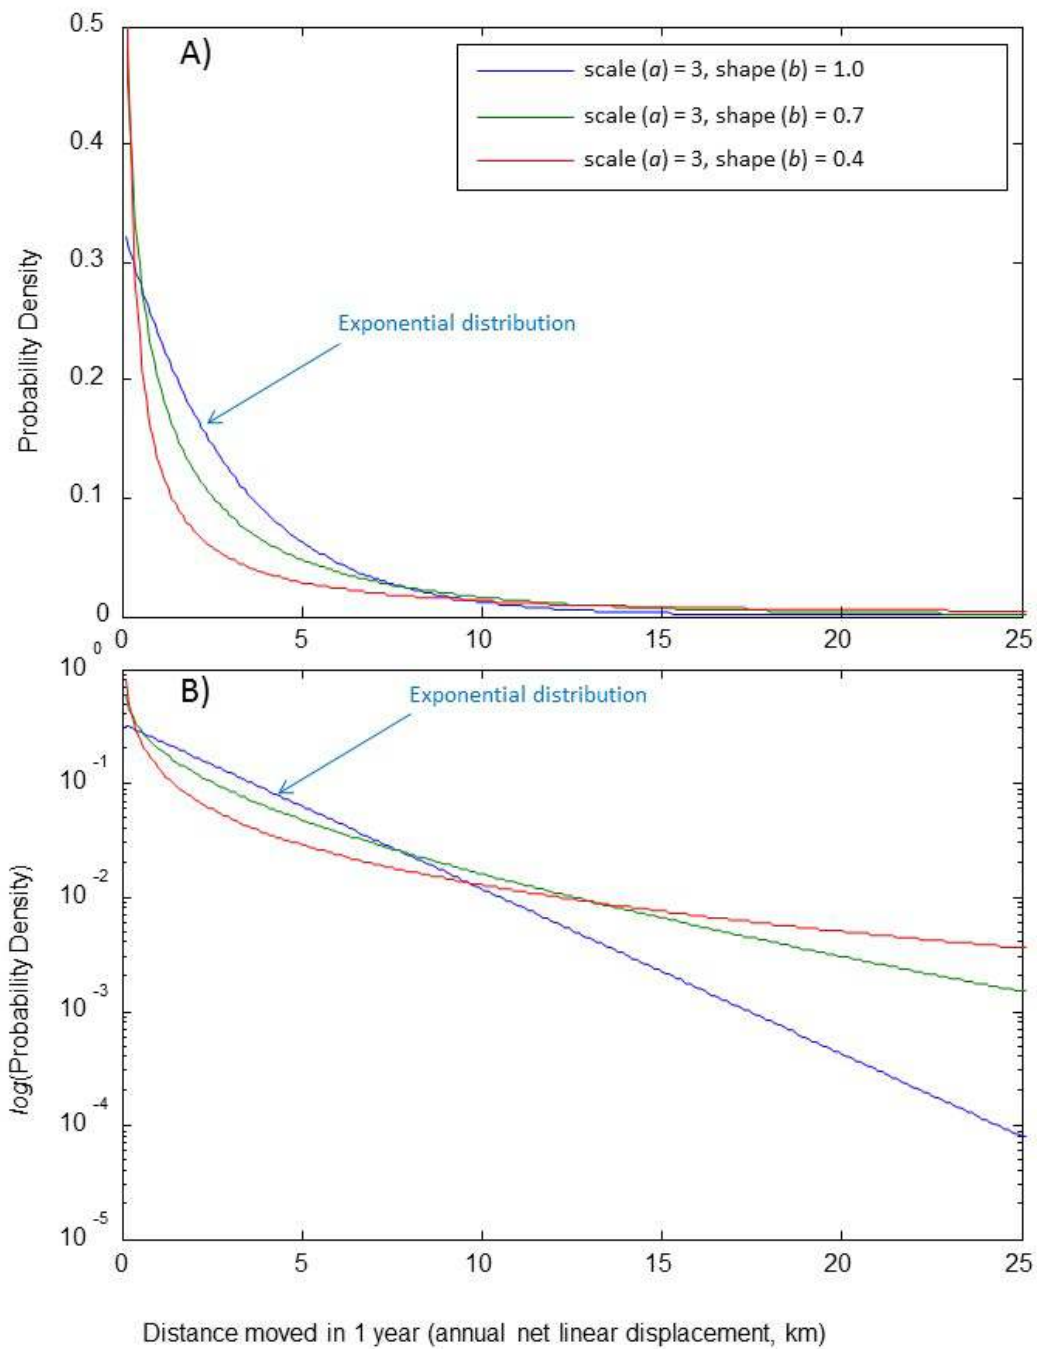 A)
scale (a) = 3, shape (b) = 1.0
scale (a) = 3, shape (b) = 0.7
scale (a) = 3, shape (b) = 0.4
Exponential distribution
Probability Density
0.5
0.4
0.3
0.2
0.1
0
0 5 10 15 20 25
B)
Exponential distribution
log(Probability Density)
10^0
10^-1
10^-2
10^-3
10^-4
10^-5
0 5 10 15 20 25
Distance moved in 1 year (annual net linear displacement, km)